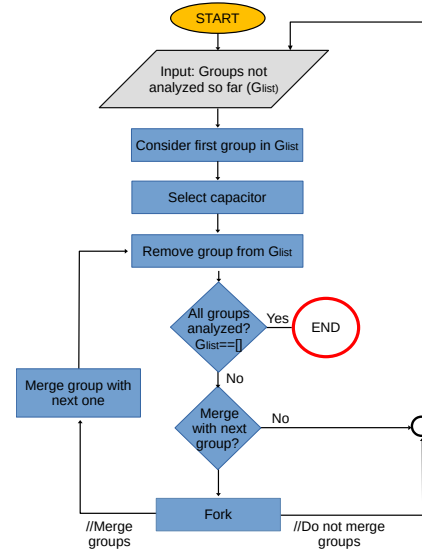 START
Input: Groups not
analyzed so far (Glist)
Consider first group in Glist
Select capacitor
Remove group from Glist
All groups
analyzed?
Glist==[]
Yes
END
No
Merge group with
next one
Merge
with next
group?
No
Fork
//Merge
groups
//Do not merge
groups